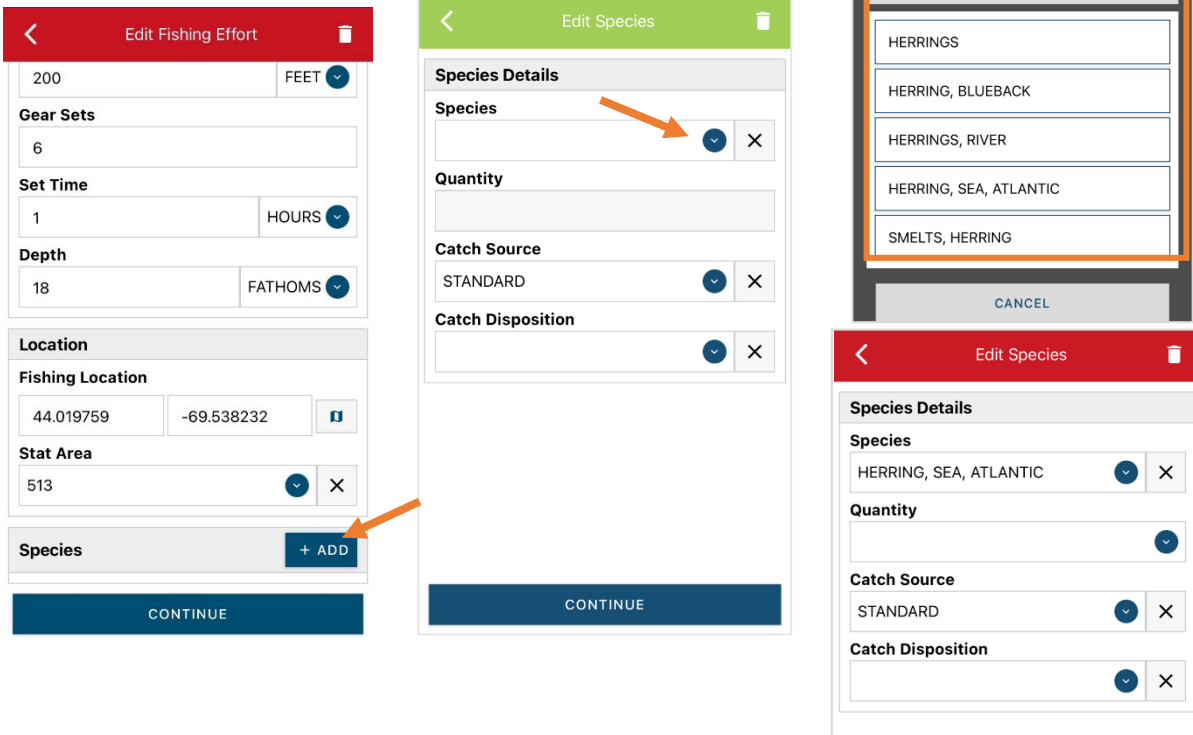 Edit Fishing Effort
200 FEET
Gear Sets
6
Set Time
1 HOURS
Depth
18 FATHOMS
Location
Fishing Location
44.019759 -69.538232
Stat Area
513
Species + ADD
CONTINUE
Edit Species
Species Details
Species
Quantity
Catch Source
STANDARD
Catch Disposition
CONTINUE
HERRINGS
HERRING, BLUEBACK
HERRINGS, RIVER
HERRING, SEA, ATLANTIC
SMELTS, HERRING
CANCEL
Edit Species
Species Details
Species
HERRING, SEA, ATLANTIC
Quantity
Catch Source
STANDARD
Catch Disposition